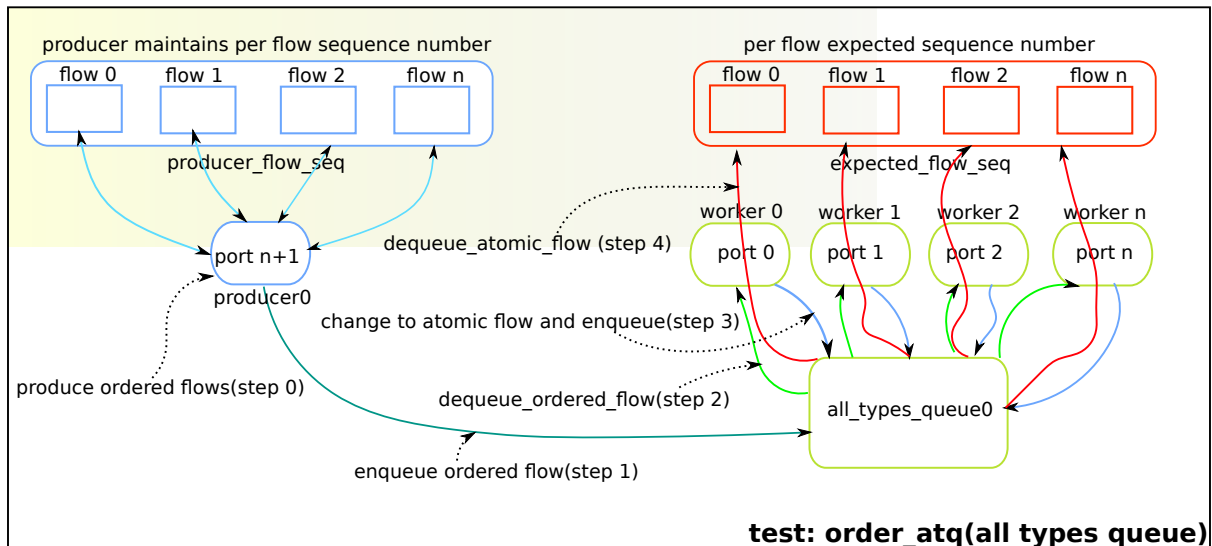 producer maintains per flow sequence number
per flow expected sequence number
flow 0 flow 1 flow 2 flow n
flow 0 flow 1 flow 2 flow n
producer_flow_seq
expected_flow_seq
worker 0 worker 1 worker 2 worker n
dequeue_atomic_flow (step 4)
port n+1
port 0 port 1 port 2 port n
producer0
change to atomic flow and enqueue(step 3)
produce ordered flows(step 0)
dequeue_ordered_flow(step 2)
all_types_queue0
enqueue ordered flow(step 1)
test: order_atq(all types queue)